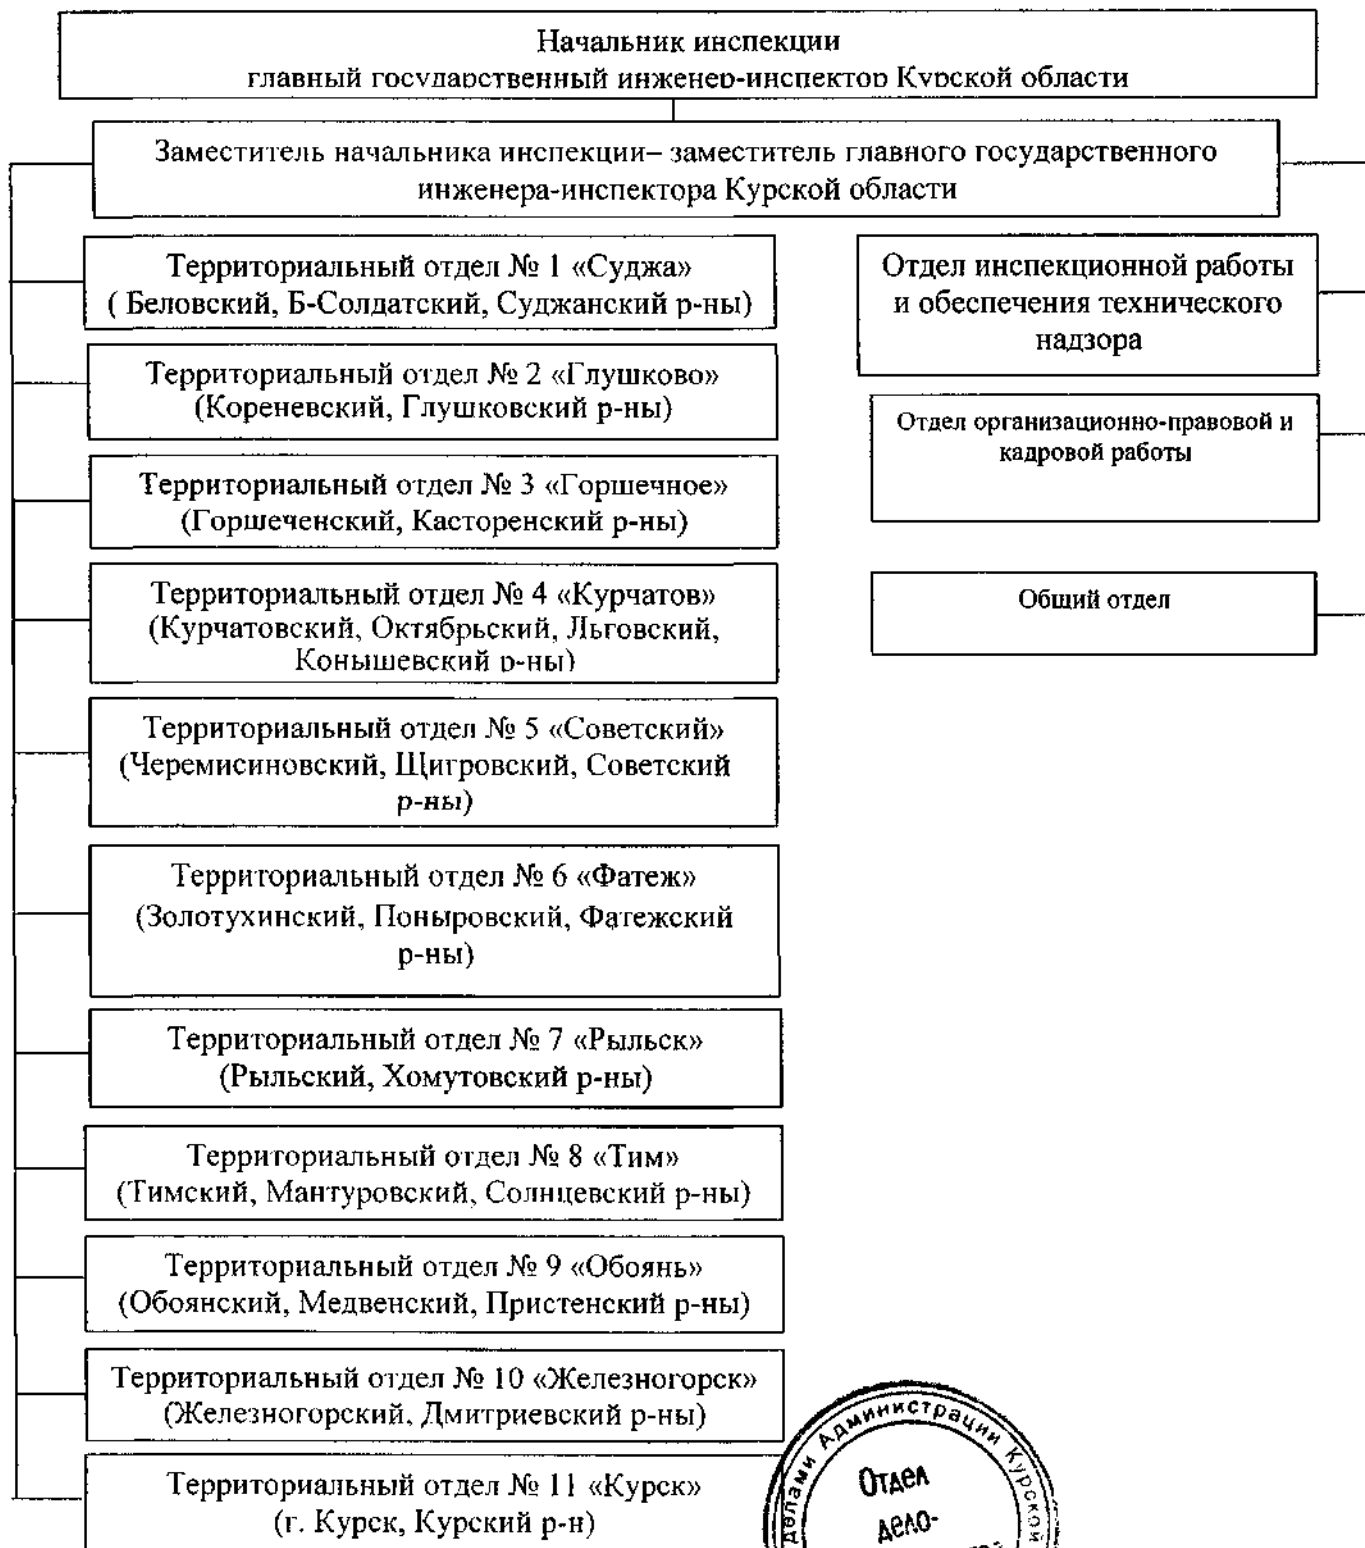 Начальник инспекции
главный государственный инженер-инспектор Курской области
Заместитель начальника инспекции– заместитель главного государственного
инженера-инспектора Курской области
Территориальный отдел № 1 «Суджа»
( Беловский, Б-Солдатский, Суджанский р-ны)
Территориальный отдел № 2 «Глушково»
(Кореневский, Глушковский р-ны)
Территориальный отдел № 3 «Горшечное»
(Горшеченский, Касторенский р-ны)
Территориальный отдел № 4 «Курчатов»
(Курчатовский, Октябрьский, Льговский,
Конышевский р-ны)
Территориальный отдел № 5 «Советский»
(Черемисиновский, Щигровский, Советский
р-ны)
Территориальный отдел № 6 «Фатеж»
(Золотухинский, Поныровский, Фатежский
р-ны)
Территориальный отдел № 7 «Рыльск»
(Рыльский, Хомутовский р-ны)
Территориальный отдел № 8 «Тим»
(Тимский, Мантуровский, Солнцевский р-ны)
Территориальный отдел № 9 «Обоянь»
(Обоянский, Медвенский, Пристенский р-ны)
Территориальный отдел № 10 «Железногорск»
(Железногорский, Дмитриевский р-ны)
Территориальный отдел № 11 «Курск»
(г. Курск, Курский р-н)
Отдел инспекционной работы
и обеспечения технического
надзора
Отдел организационно-правовой и
кадровой работы
Общий отдел
делами Администрации Курской
Отдел
дело-